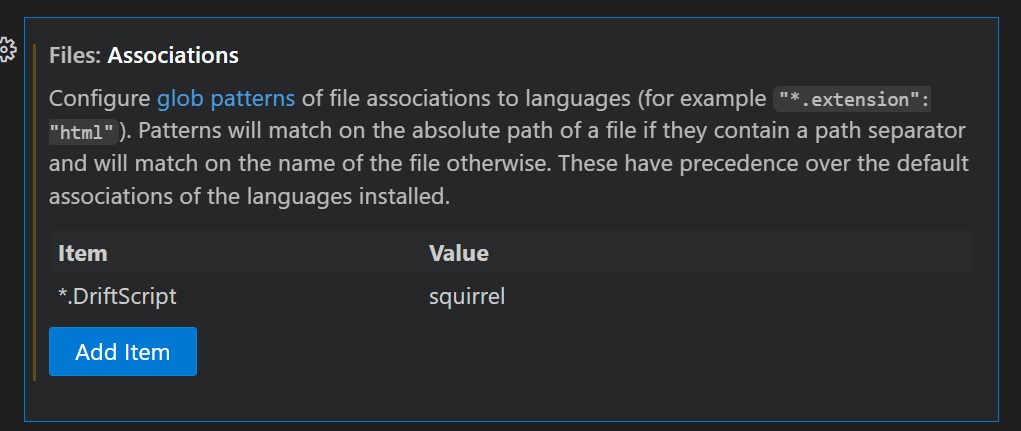 Files: Associations
Configure glob patterns of file associations to languages (for example "*.extension":
"html"). Patterns will match on the absolute path of a file if they contain a path separator
and will match on the name of the file otherwise. These have precedence over the default
associations of the languages installed.
Item Value
*.DriftScript squirrel
Add Item